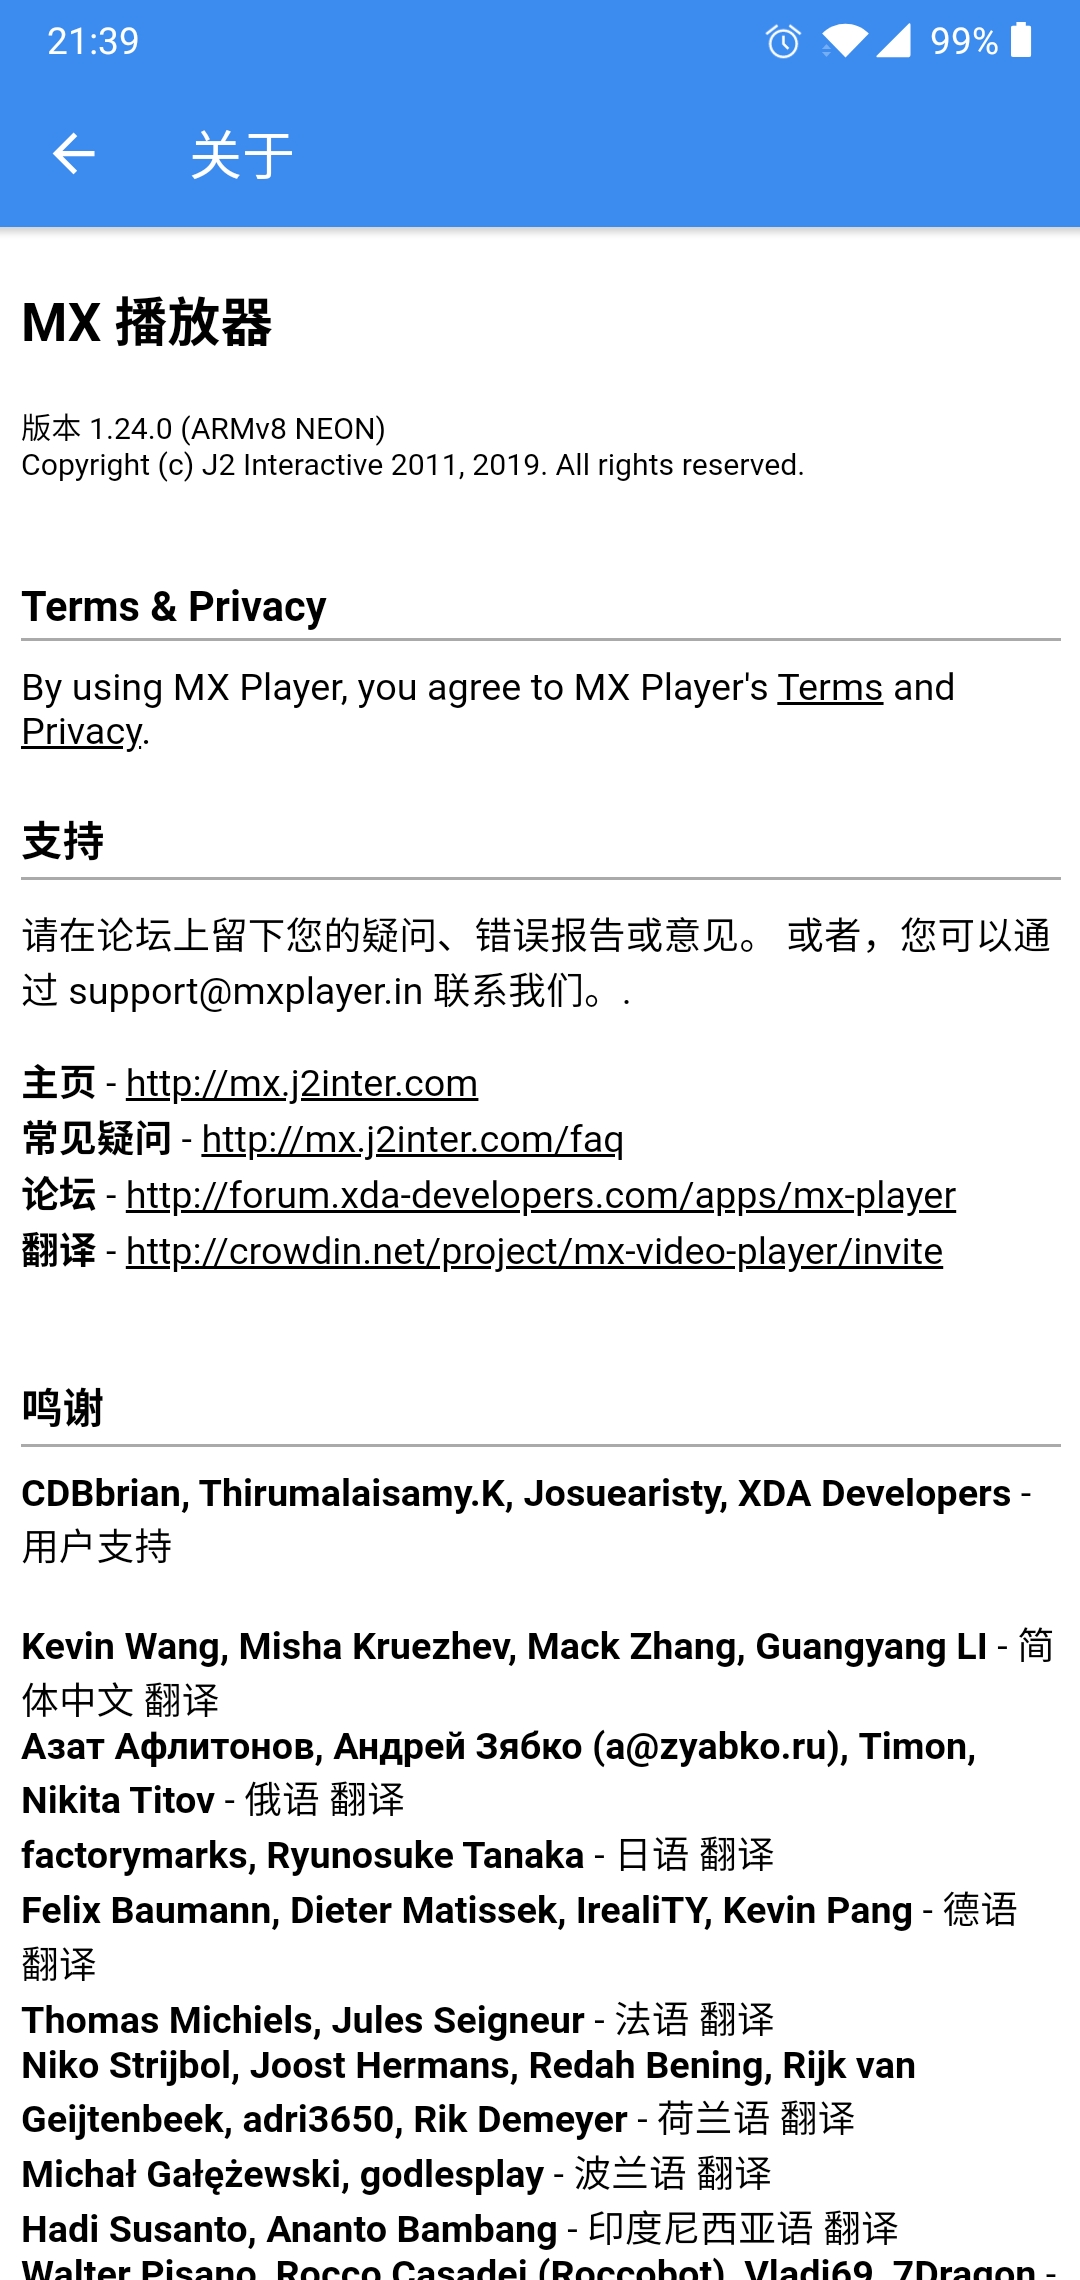 21:39
99%
关于
MX 播放器
版本 1.24.0 (ARMv8 NEON)
Copyright (c) J2 Interactive 2011, 2019. All rights reserved.
Terms & Privacy
By using MX Player, you agree to MX Player's Terms and
Privacy.
支持
请在论坛上留下您的疑问、错误报告或意见。 或者，您可以通
过 support@mxplayer.in 联系我们。.
主页 - http://mx.j2inter.com
常见疑问 - http://mx.j2inter.com/faq
论坛 - http://forum.xda-developers.com/apps/mx-player
翻译 - http://crowdin.net/project/mx-video-player/invite
鸣谢
CDBbrian, Thirumalaisamy.K, Josuearisty, XDA Developers -
用户支持
Kevin Wang, Misha Kruezhev, Mack Zhang, Guangyang LI - 简
体中文 翻译
Азат Афлитонов, Андрей Зябко (a@zyabko.ru), Timon,
Nikita Titov - 俄语 翻译
factorymarks, Ryunosuke Tanaka - 日语 翻译
Felix Baumann, Dieter Matissek, IrealiTY, Kevin Pang - 德语
翻译
Thomas Michiels, Jules Seigneur - 法语 翻译
Niko Strijbol, Joost Hermans, Redah Bening, Rijk van
Geijtenbeek, adri3650, Rik Demeyer - 荷兰语 翻译
Michał Gałężewski, godlesplay - 波兰语 翻译
Hadi Susanto, Ananto Bambang - 印度尼西亚语 翻译
Walter Pisano, Rocco Casadei (Roccobot), Vladi69, 7Dragon -